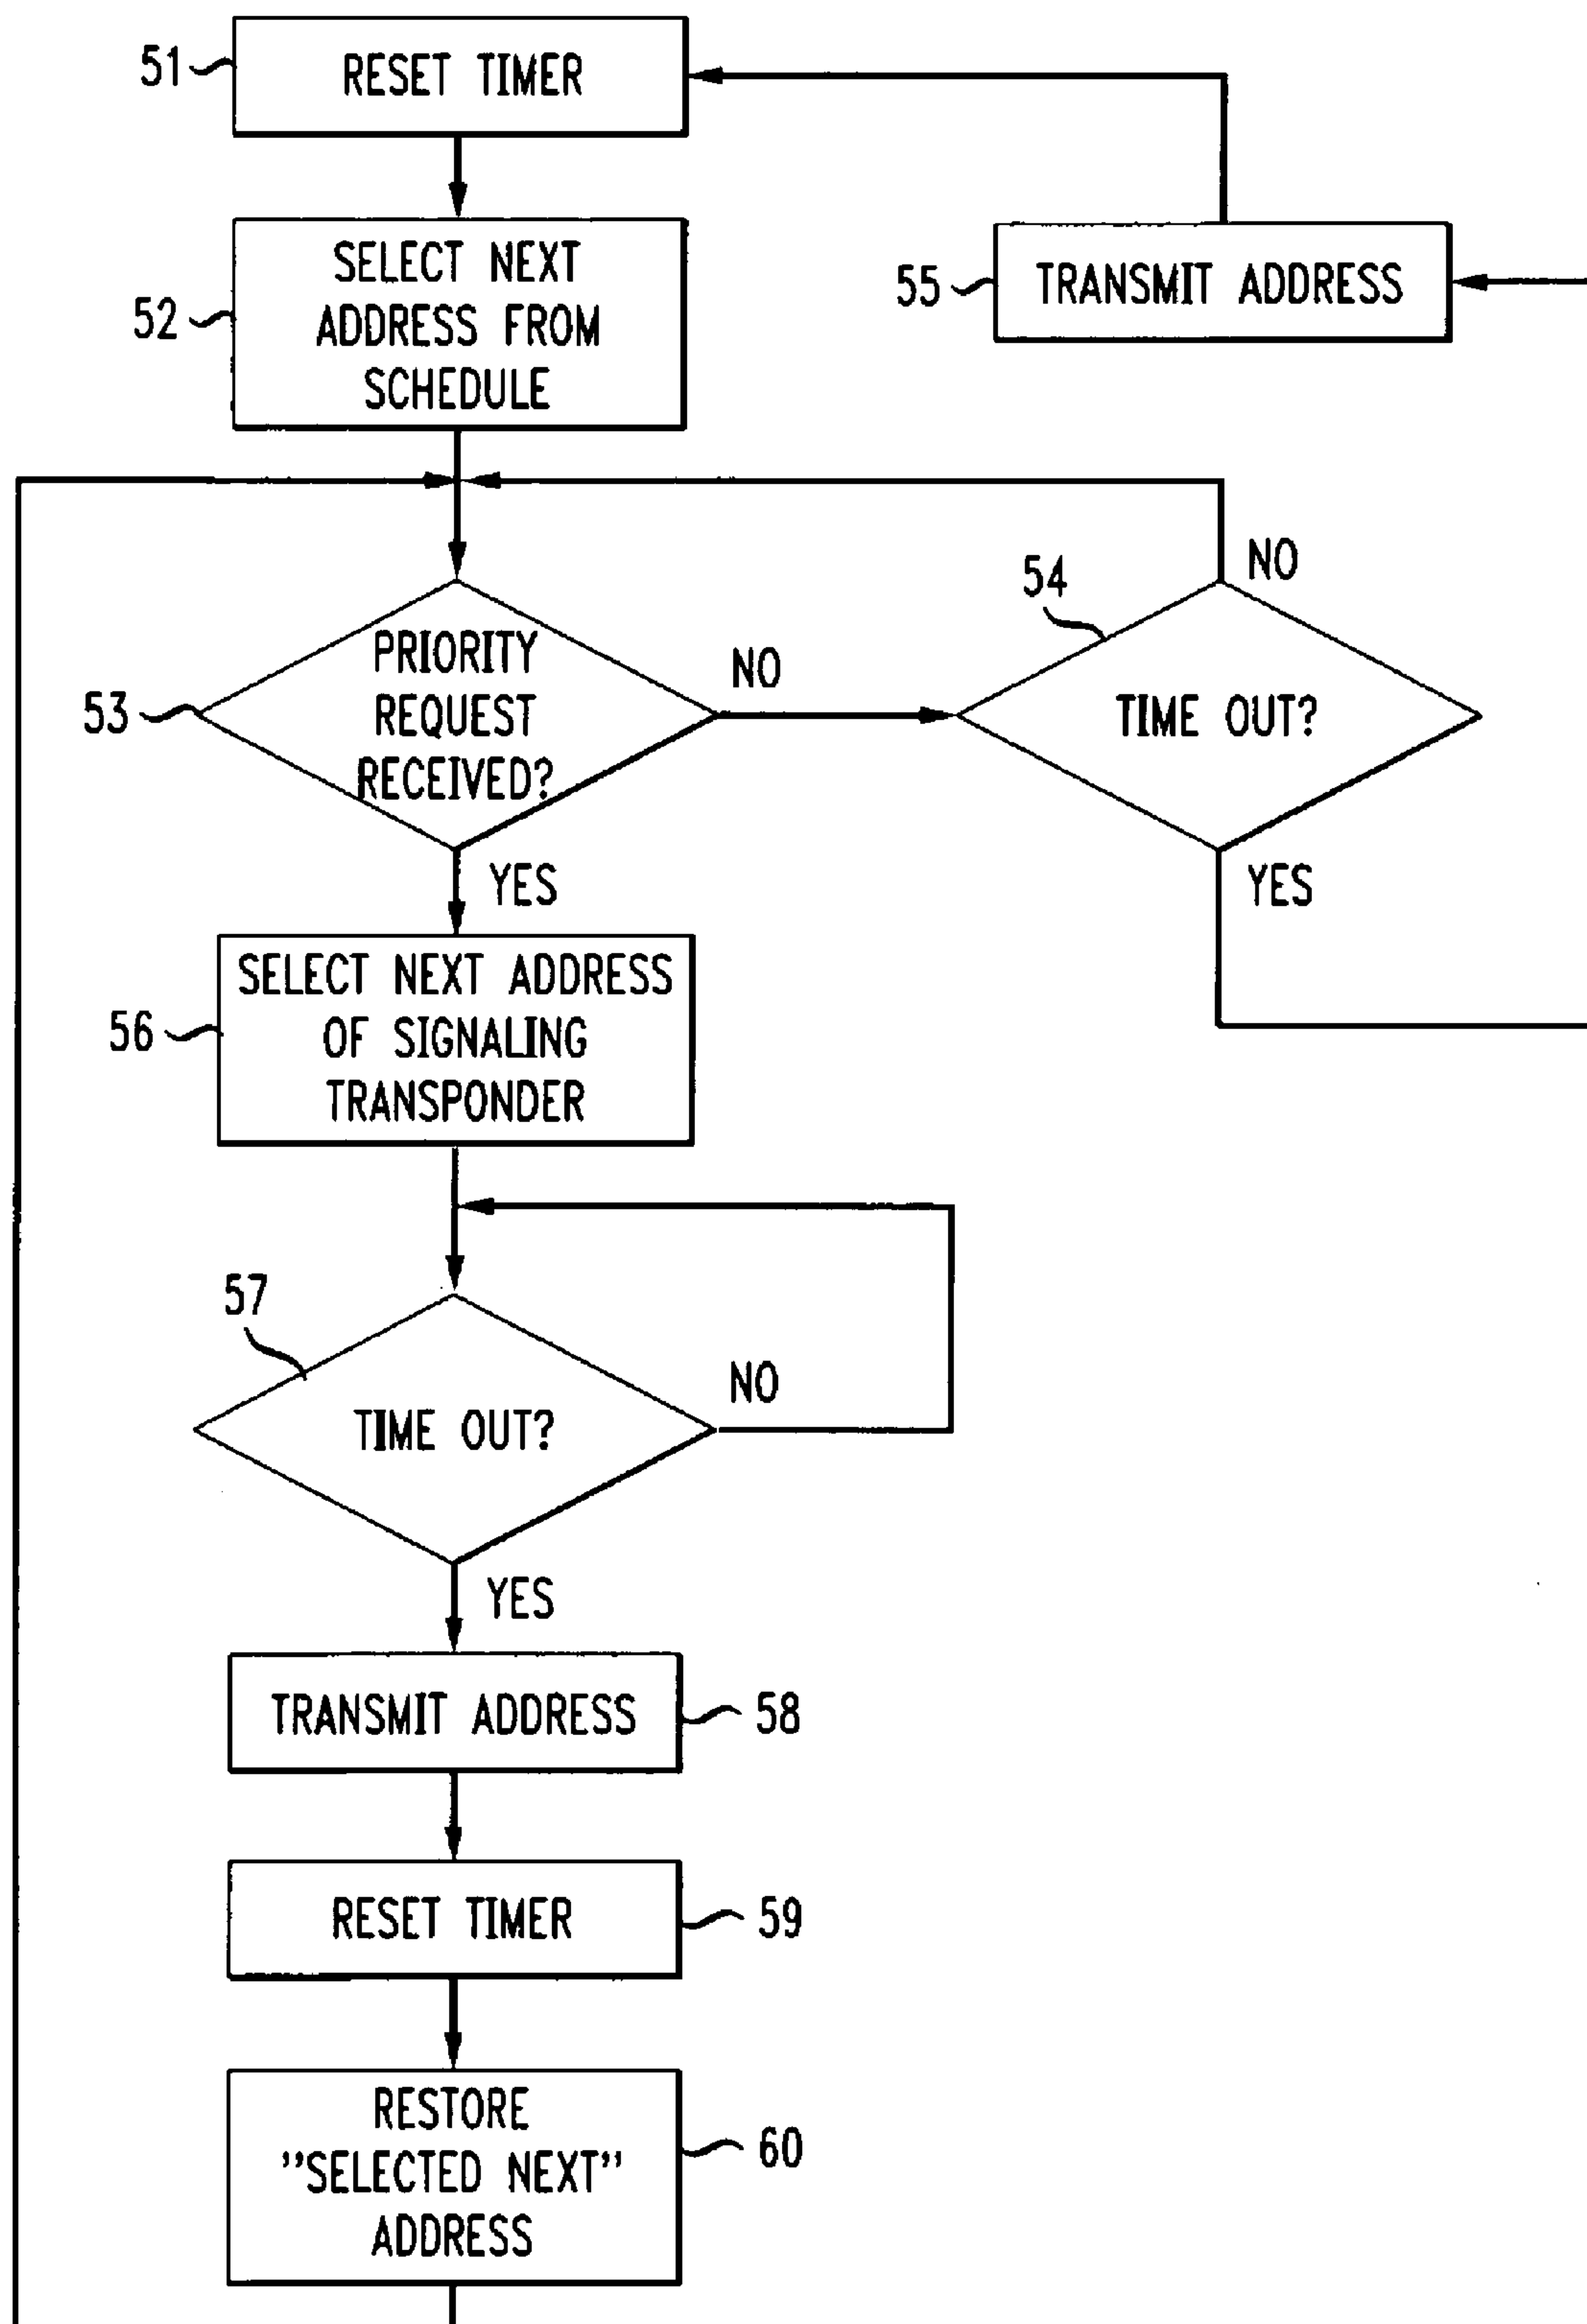 51
RESET TIMER
52
SELECT NEXT
ADDRESS FROM
SCHEDULE
55
TRANSMIT ADDRESS
53
PRIORITY
REQUEST
RECEIVED?
NO
54
TIME OUT?
NO
YES
YES
56
SELECT NEXT ADDRESS
OF SIGNALING
TRANSPONDER
57
TIME OUT?
NO
YES
TRANSMIT ADDRESS
58
RESET TIMER
59
RESTORE
"SELECTED NEXT"
ADDRESS
60